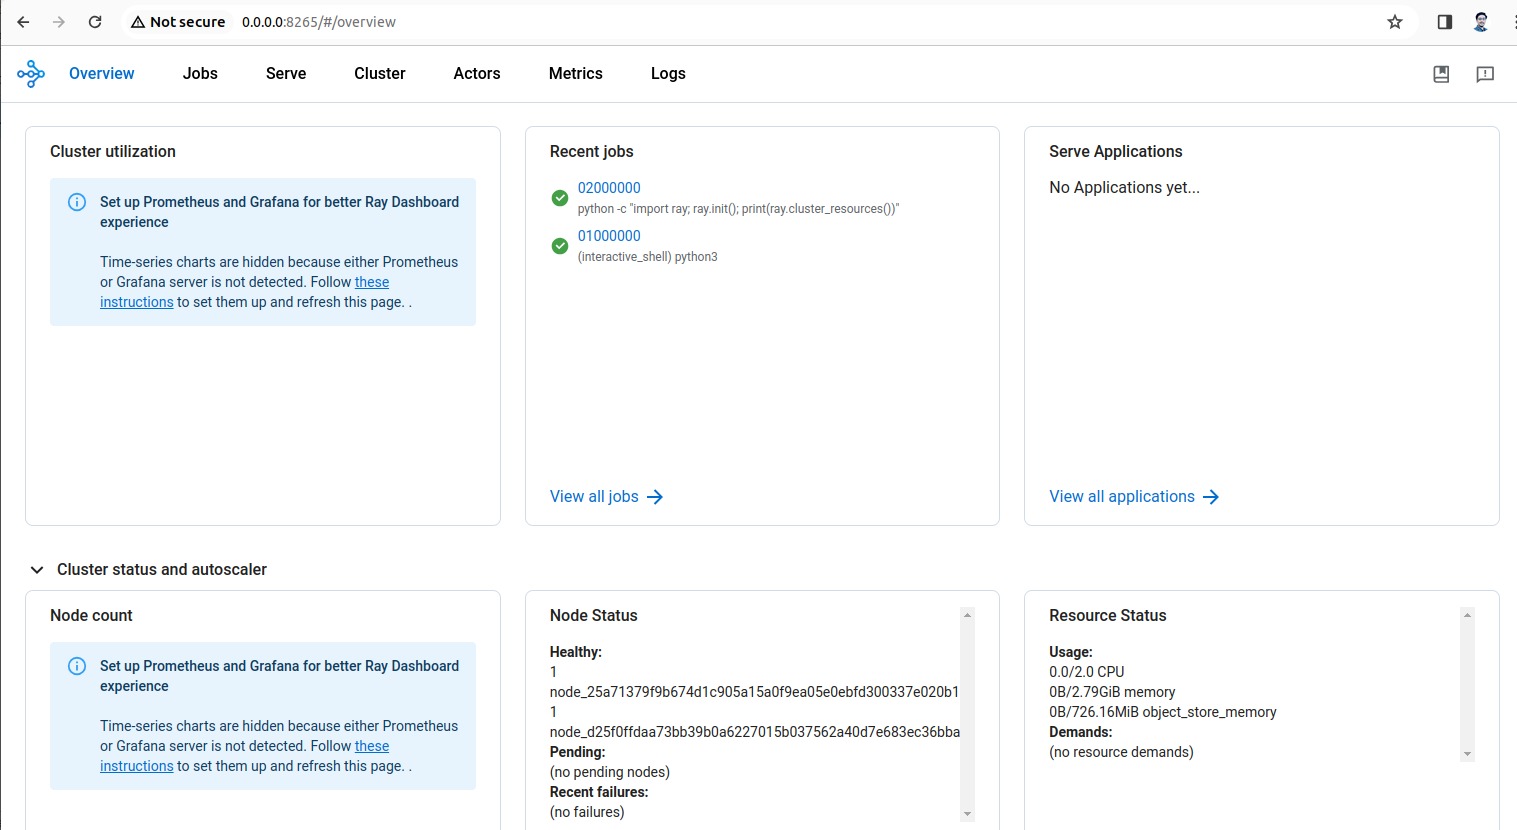 Not secure 0.0.0.0:8265/#/overview
Overview Jobs Serve Cluster Actors Metrics Logs
Cluster utilization
Set up Prometheus and Grafana for better Ray Dashboard
experience
Time-series charts are hidden because either Prometheus
or Grafana server is not detected. Follow these
instructions to set them up and refresh this page. .
Recent jobs
02000000
python -c "import ray; ray.init(); print(ray.cluster_resources())"
01000000
(interactive_shell) python3
View all jobs
Serve Applications
No Applications yet...
View all applications
Cluster status and autoscaler
Node count
Set up Prometheus and Grafana for better Ray Dashboard
experience
Time-series charts are hidden because either Prometheus
or Grafana server is not detected. Follow these
instructions to set them up and refresh this page. .
Node Status
Healthy:
1
node_25a71379f9b674d1c905a15a0f9ea05e0ebfd300337e020b1
1
node_d25f0ffdaa73bb39b0a6227015b037562a40d7e683ec36bba
Pending:
(no pending nodes)
Recent failures:
(no failures)
Resource Status
Usage:
0.0/2.0 CPU
0B/2.79GiB memory
0B/726.16MiB object_store_memory
Demands:
(no resource demands)